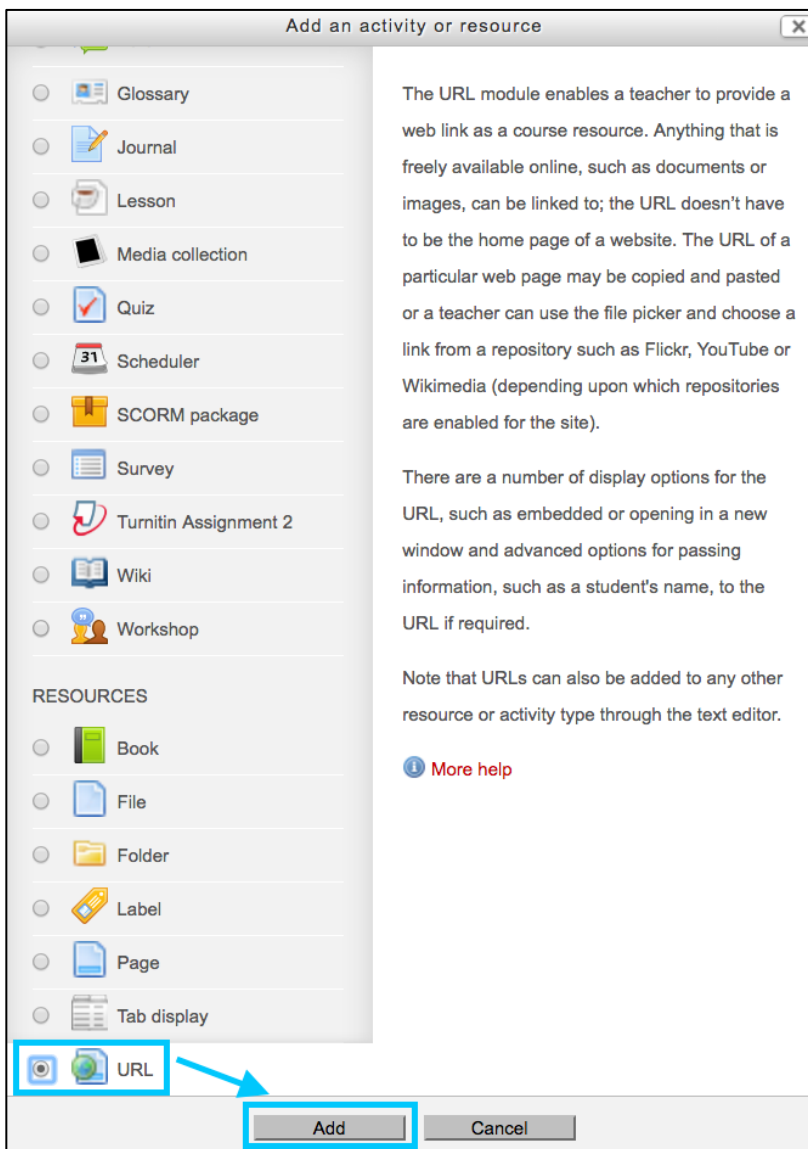 Add an activity or resource
Glossary
Journal
Lesson
Media collection
Quiz
31
Scheduler
SCORM package
Survey
Turnitin Assignment 2
Wiki
Workshop
RESOURCES
Book
File
Folder
Label
Page
Tab display
URL
The URL module enables a teacher to provide a
web link as a course resource. Anything that is
freely available online, such as documents or
images, can be linked to; the URL doesn't have
to be the home page of a website. The URL of a
particular web page may be copied and pasted
or a teacher can use the file picker and choose a
link from a repository such as Flickr, YouTube or
Wikimedia (depending upon which repositories
are enabled for the site).
There are a number of display options for the
URL, such as embedded or opening in a new
window and advanced options for passing
information, such as a student's name, to the
URL if required.
Note that URLs can also be added to any other
resource or activity type through the text editor.
More help
Add
Cancel